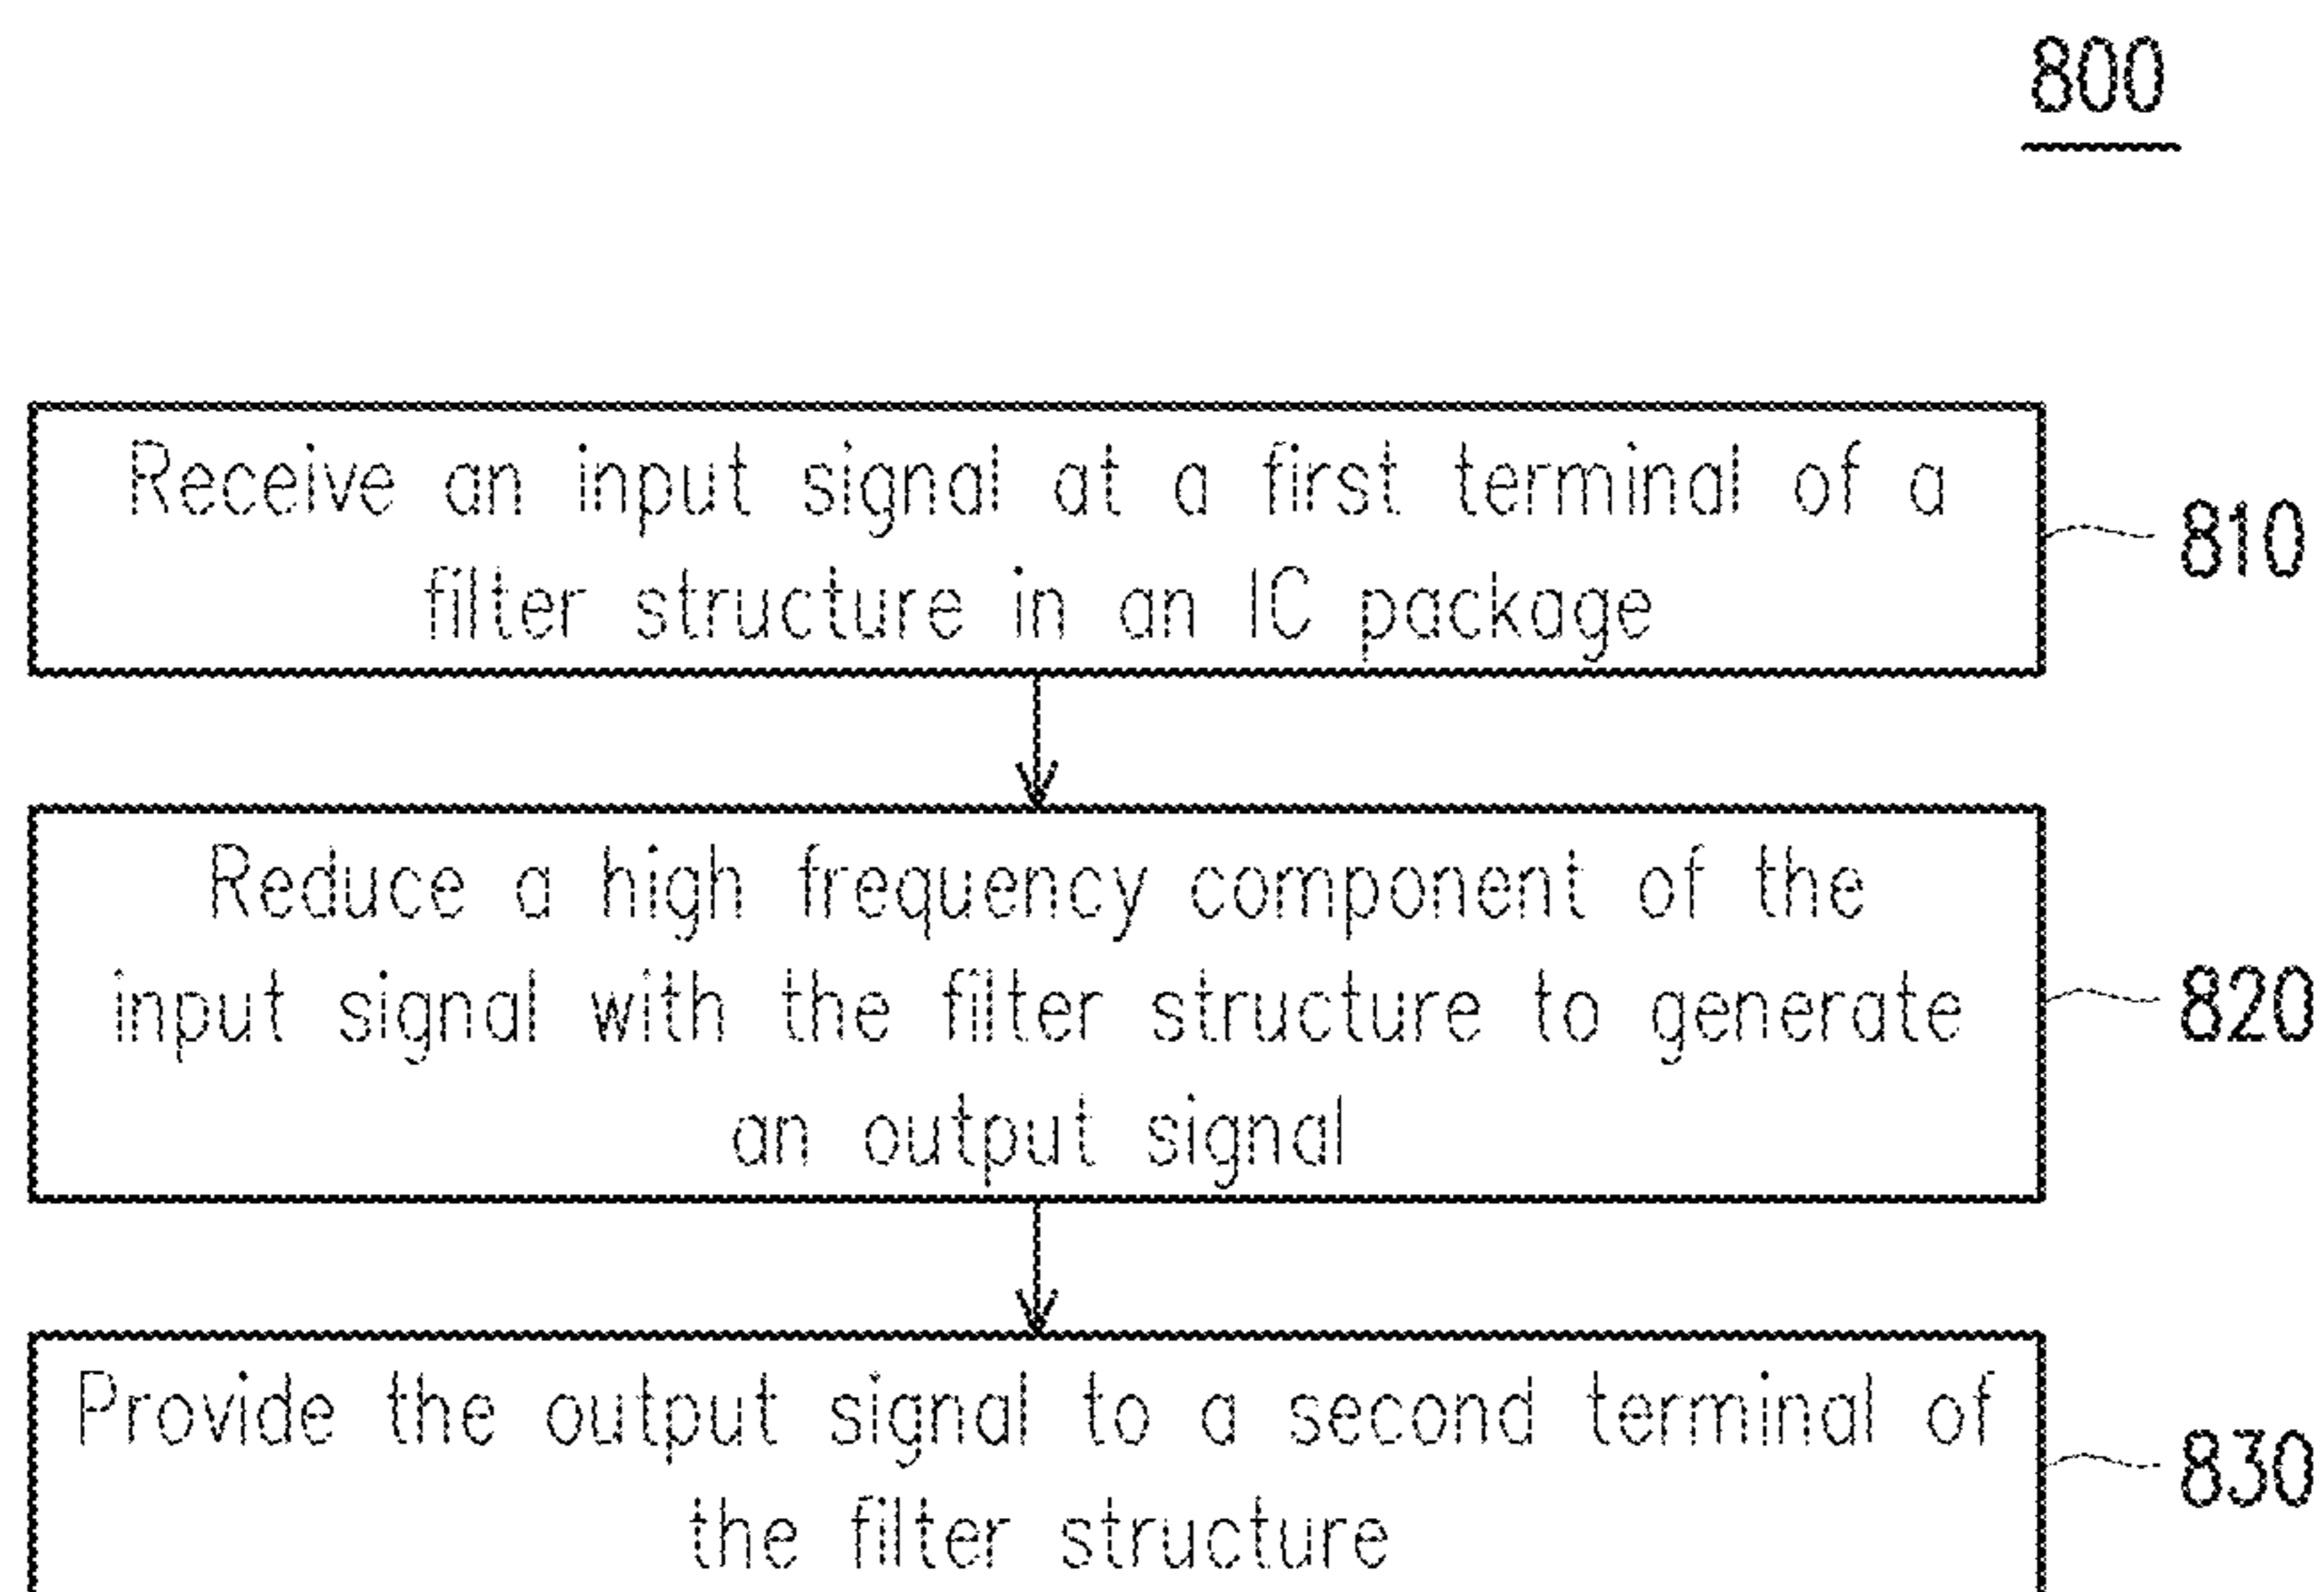 800
Receive an input signal at a first terminal of a
filter structure in an IC package
810
Reduce a high frequency component of the
input signal with the filter structure to generate
an output signal
820
Provide the output signal to a second terminal of
the filter structure
830